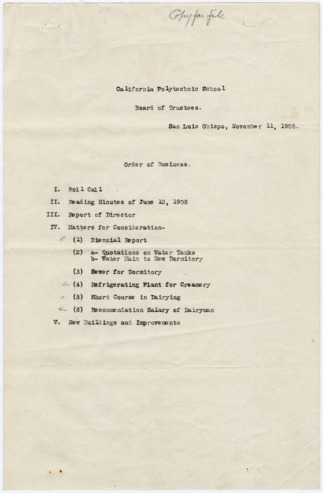 Copy for file
California Polytechnic School
Board of Trustees.
San Luis Obispo, November 11, 1908.
Order of Business.
I. Roll Call
II. Reading Minutes of June 12, 1908
III. Report of Director
IV. Matters for Consideration-
(1) Biennial Report
(2) a- Quotations on Water Tanks
b- Water Main to New Dormitory
(3) Sewer for Dormitory
(4) Refrigerating Plant for Creamery
(5) Short Course in Dairying
(6) Recommendation Salary of Dairyman
V. New Buildings and Improvements